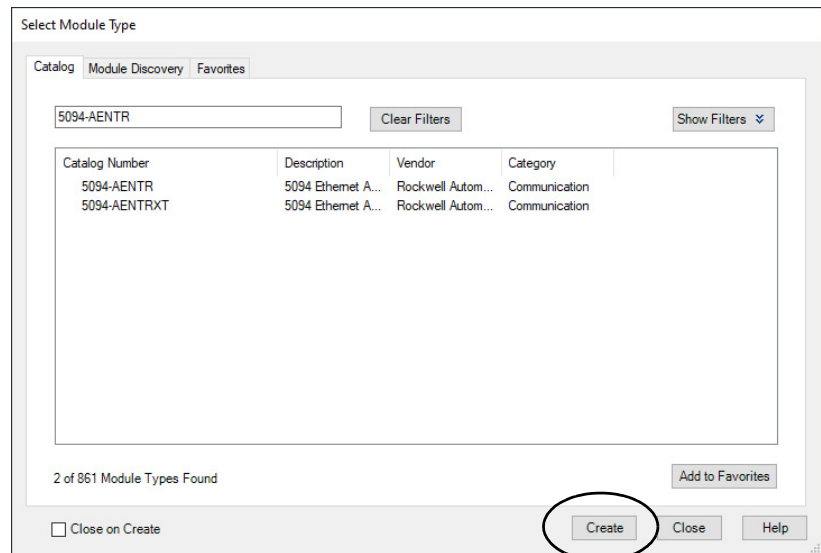 Select Module Type
Catalog Module Discovery Favorites
5094-AENTR Clear Filters Show Filters
Catalog Number Description Vendor Category
5094-AENTR 5094 Ethernet A... Rockwell Autom... Communication
5094-AENTRXT 5094 Ethernet A... Rockwell Autom... Communication
2 of 861 Module Types Found Add to Favorites
Close on Create Create Close Help